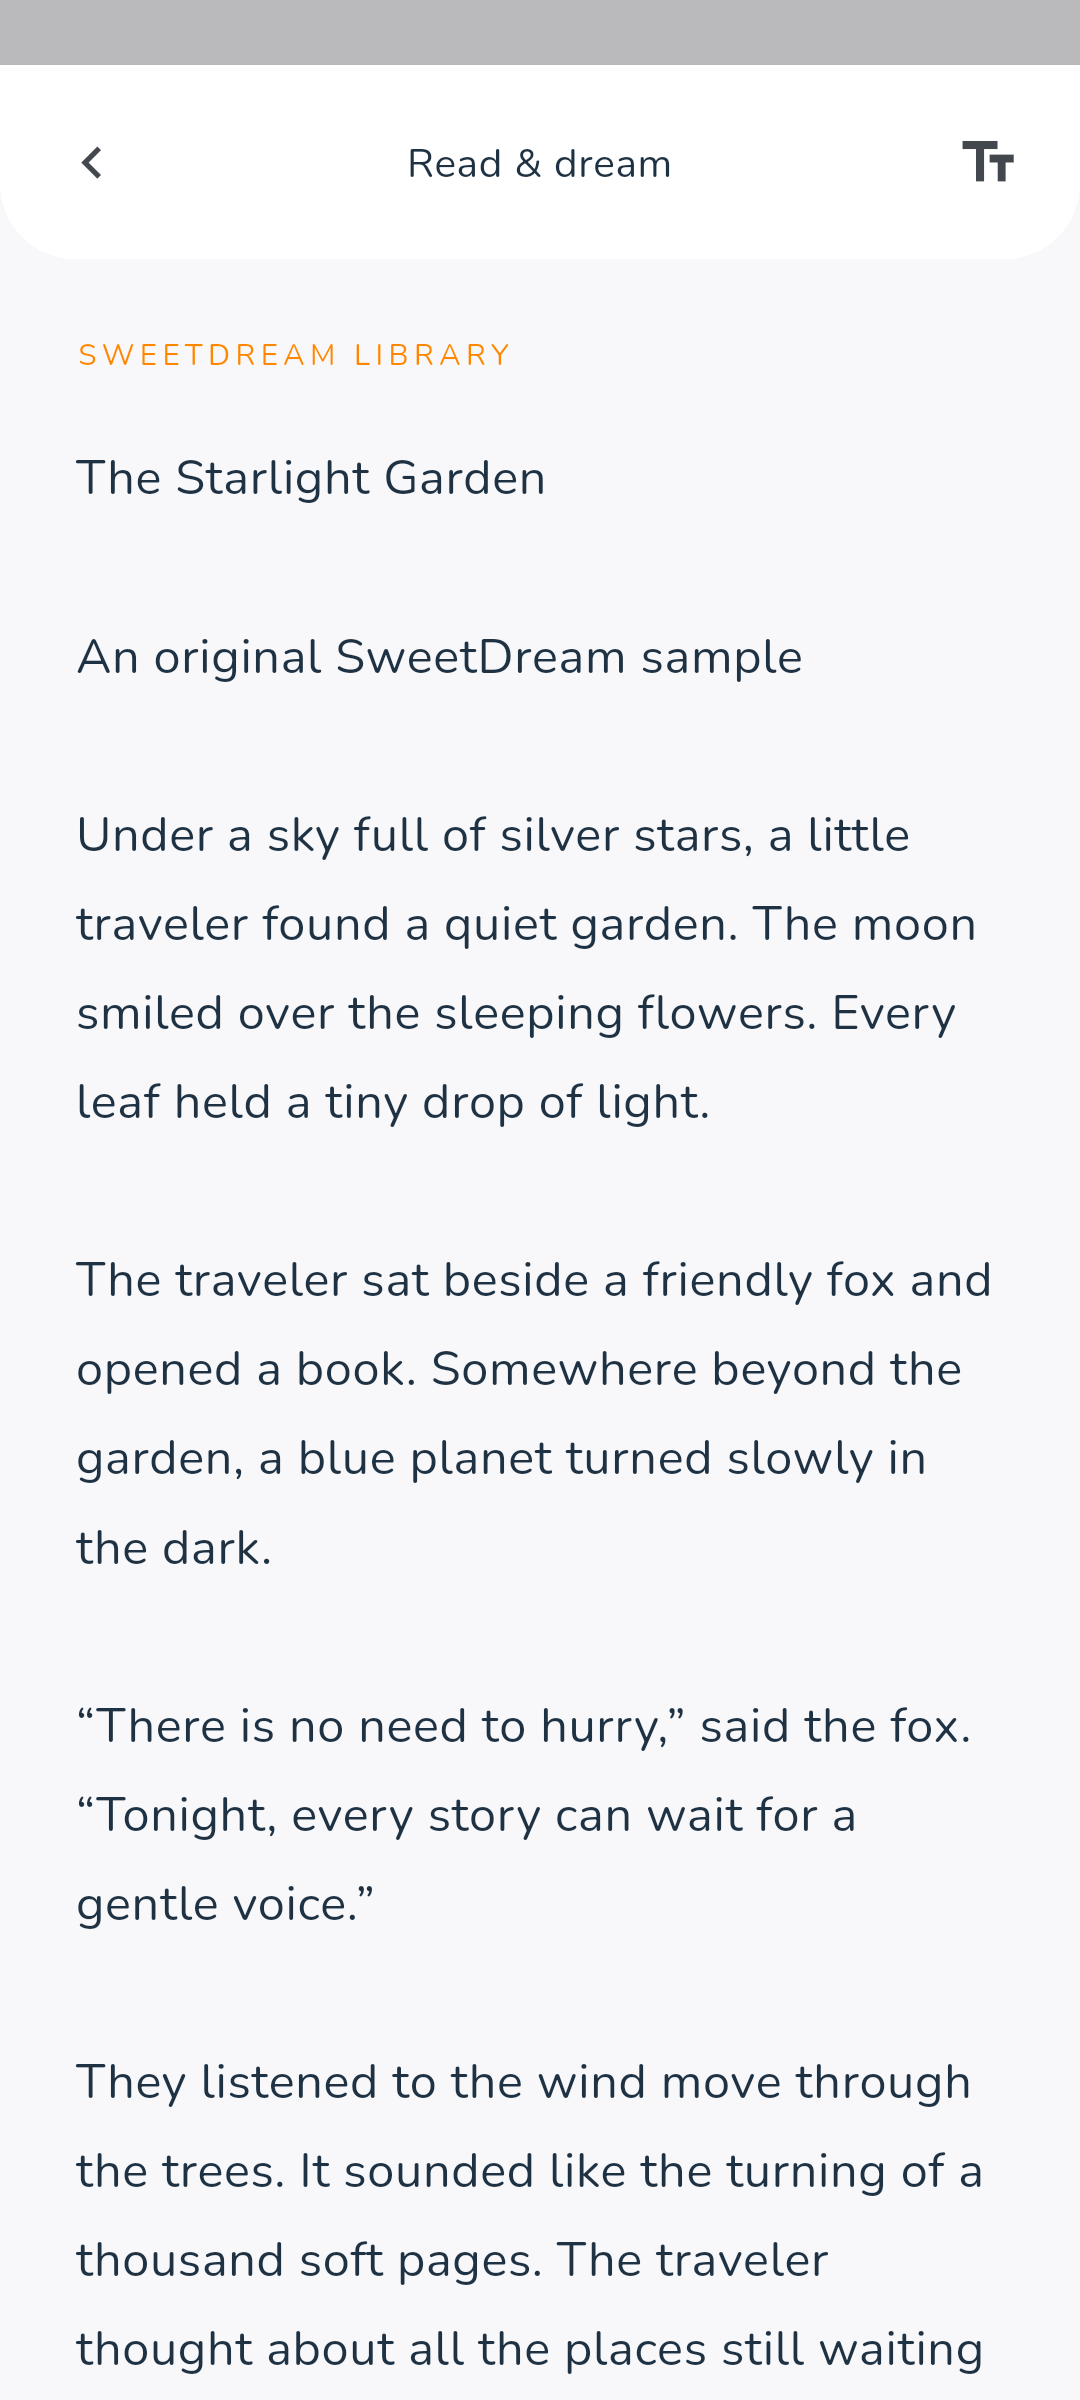 Read & dream
SWEETDREAM LIBRARY
The Starlight Garden
An original SweetDream sample
Under a sky full of silver stars, a little
traveler found a quiet garden. The moon
smiled over the sleeping flowers. Every
leaf held a tiny drop of light.
The traveler sat beside a friendly fox and
opened a book. Somewhere beyond the
garden, a blue planet turned slowly in
the dark.
“There is no need to hurry,” said the fox.
“Tonight, every story can wait for a
gentle voice.”
They listened to the wind move through
the trees. It sounded like the turning of a
thousand soft pages. The traveler
thought about all the places still waiting